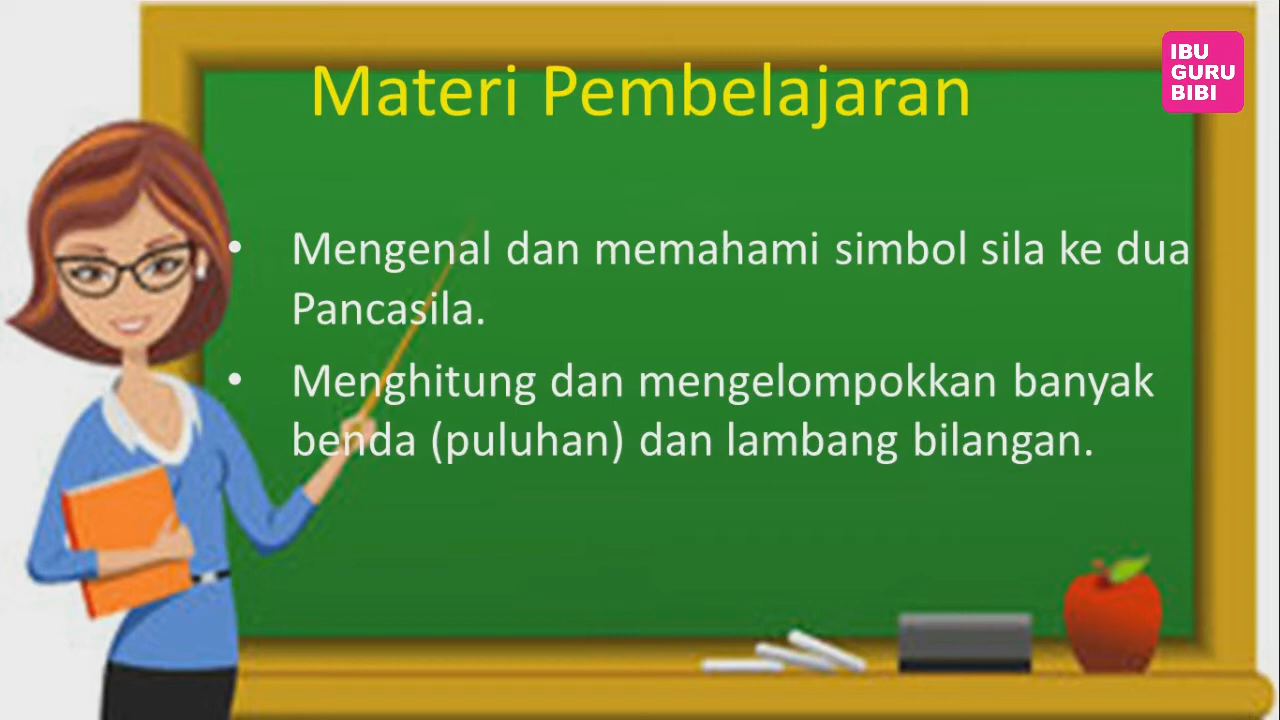 Materi Pembelajaran
IBU
GURU
BIBI
• Mengenal dan memahami simbol sila ke dua
Pancasila.
• Menghitung dan mengelompokkan banyak
benda (puluhan) dan lambang bilangan.